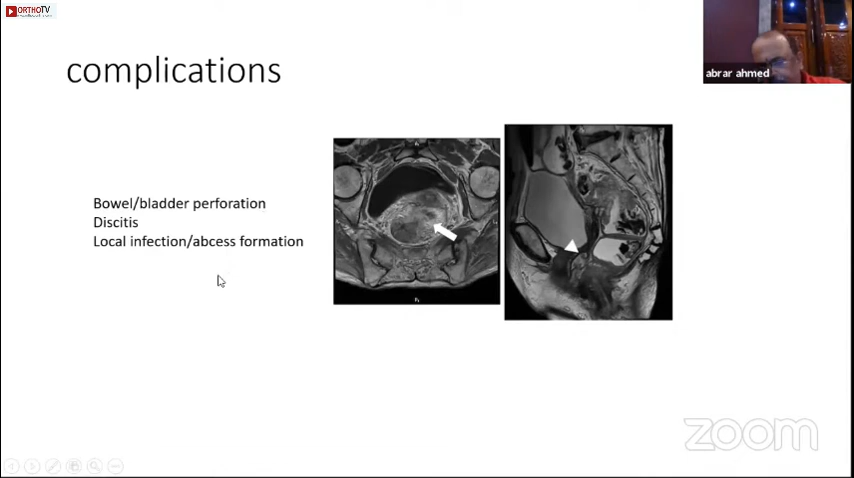 ORTHOTV
abrar ahmed
complications
Bowel/bladder perforation
Discitis
Local infection/abcess formation
zoom